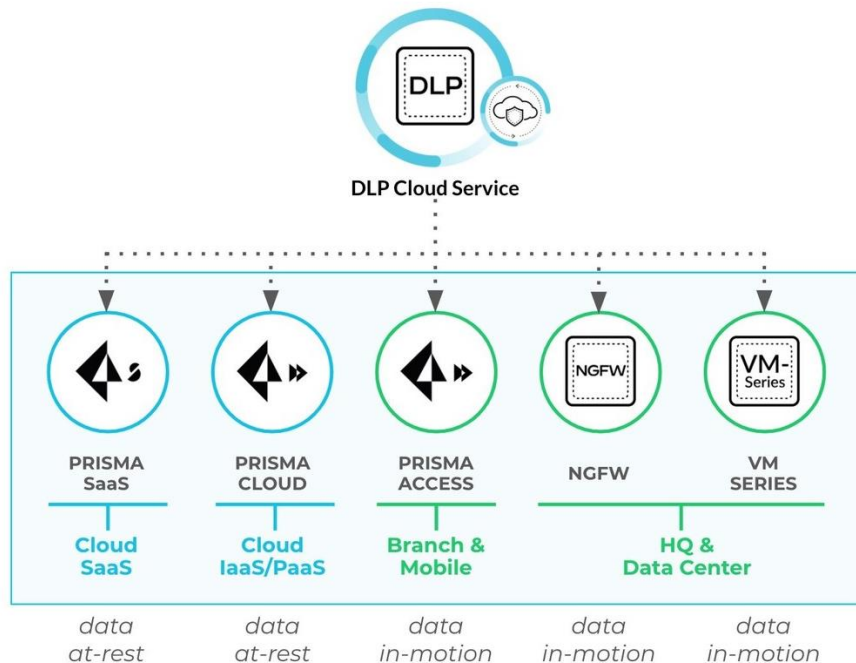 DLP
DLP Cloud Service
S
NGFW
VM-
Series
PRISMA
SaaS
PRISMA
CLOUD
PRISMA
ACCESS
NGFW
VM
SERIES
Cloud
SaaS
Cloud
IaaS/PaaS
Branch &
Mobile
HQ &
Data Center
data
at-rest
data
at-rest
data
in-motion
data
in-motion
data
in-motion